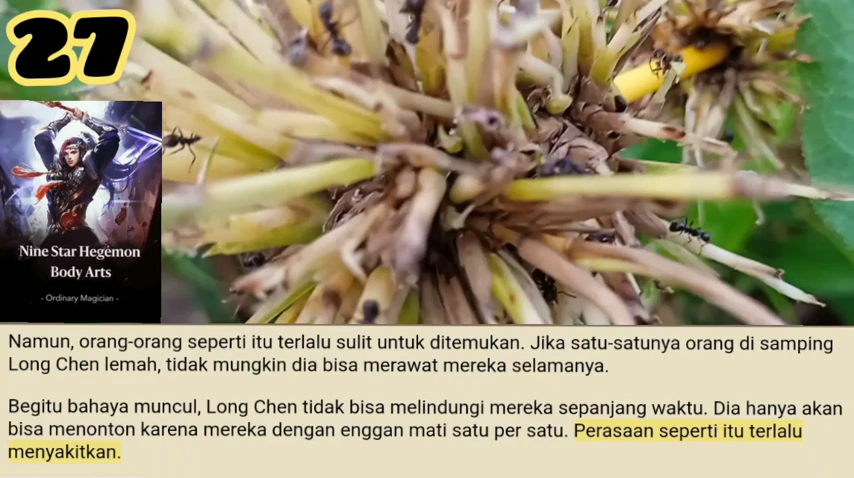 27
Nine Star Hegemon
Body Arts
- Ordinary Magician -
Namun, orang-orang seperti itu terlalu sulit untuk ditemukan. Jika satu-satunya orang di samping
Long Chen lemah, tidak mungkin dia bisa merawat mereka selamanya.
Begitu bahaya muncul, Long Chen tidak bisa melindungi mereka sepanjang waktu. Dia hanya akan
bisa menonton karena mereka dengan enggan mati satu per satu. Perasaan seperti itu terlalu
menyakitkan.